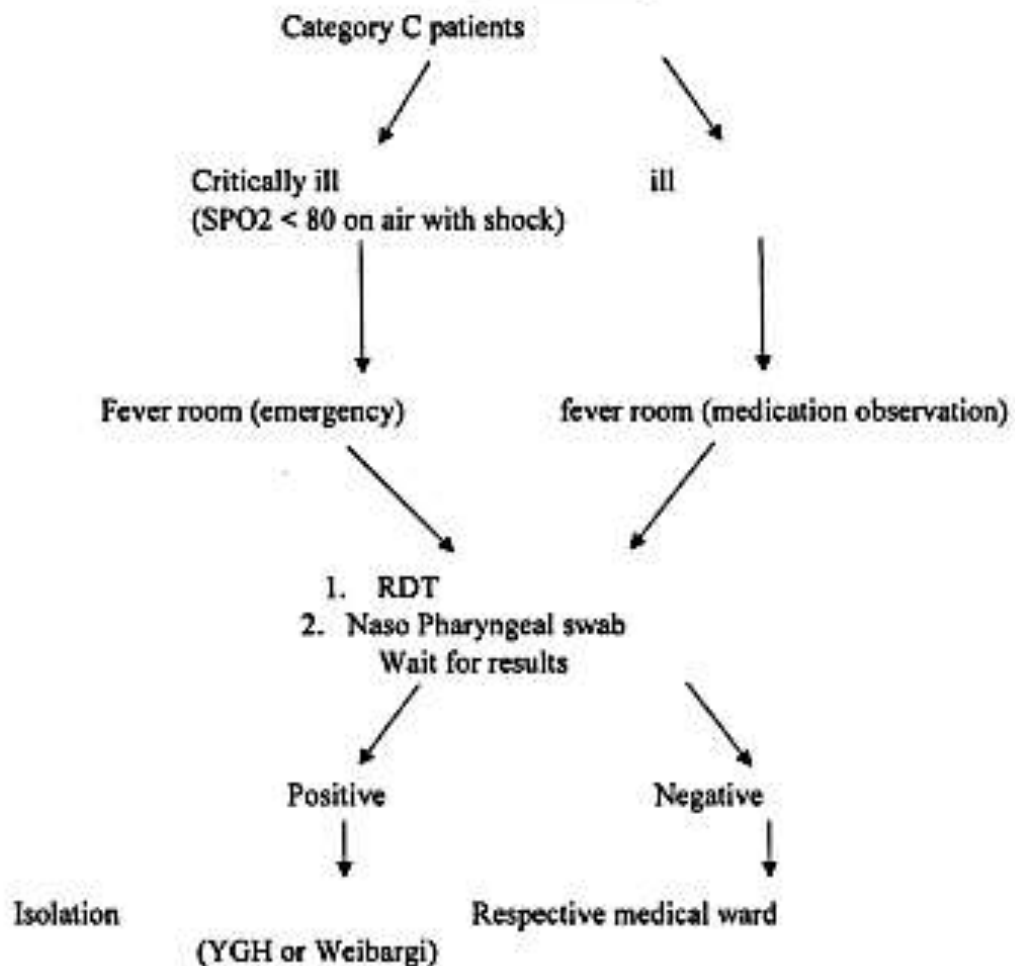 Category C patients
Critically ill
ill
(SPO2 < 80 on air with shock)
Fever room (emergency)
fever room (medication observation)
1. RDT
2. Naso Pharyngeal swab
Wait for results
Positive
Negative
Isolation
Respective medical ward
(YGH or Weibargi)